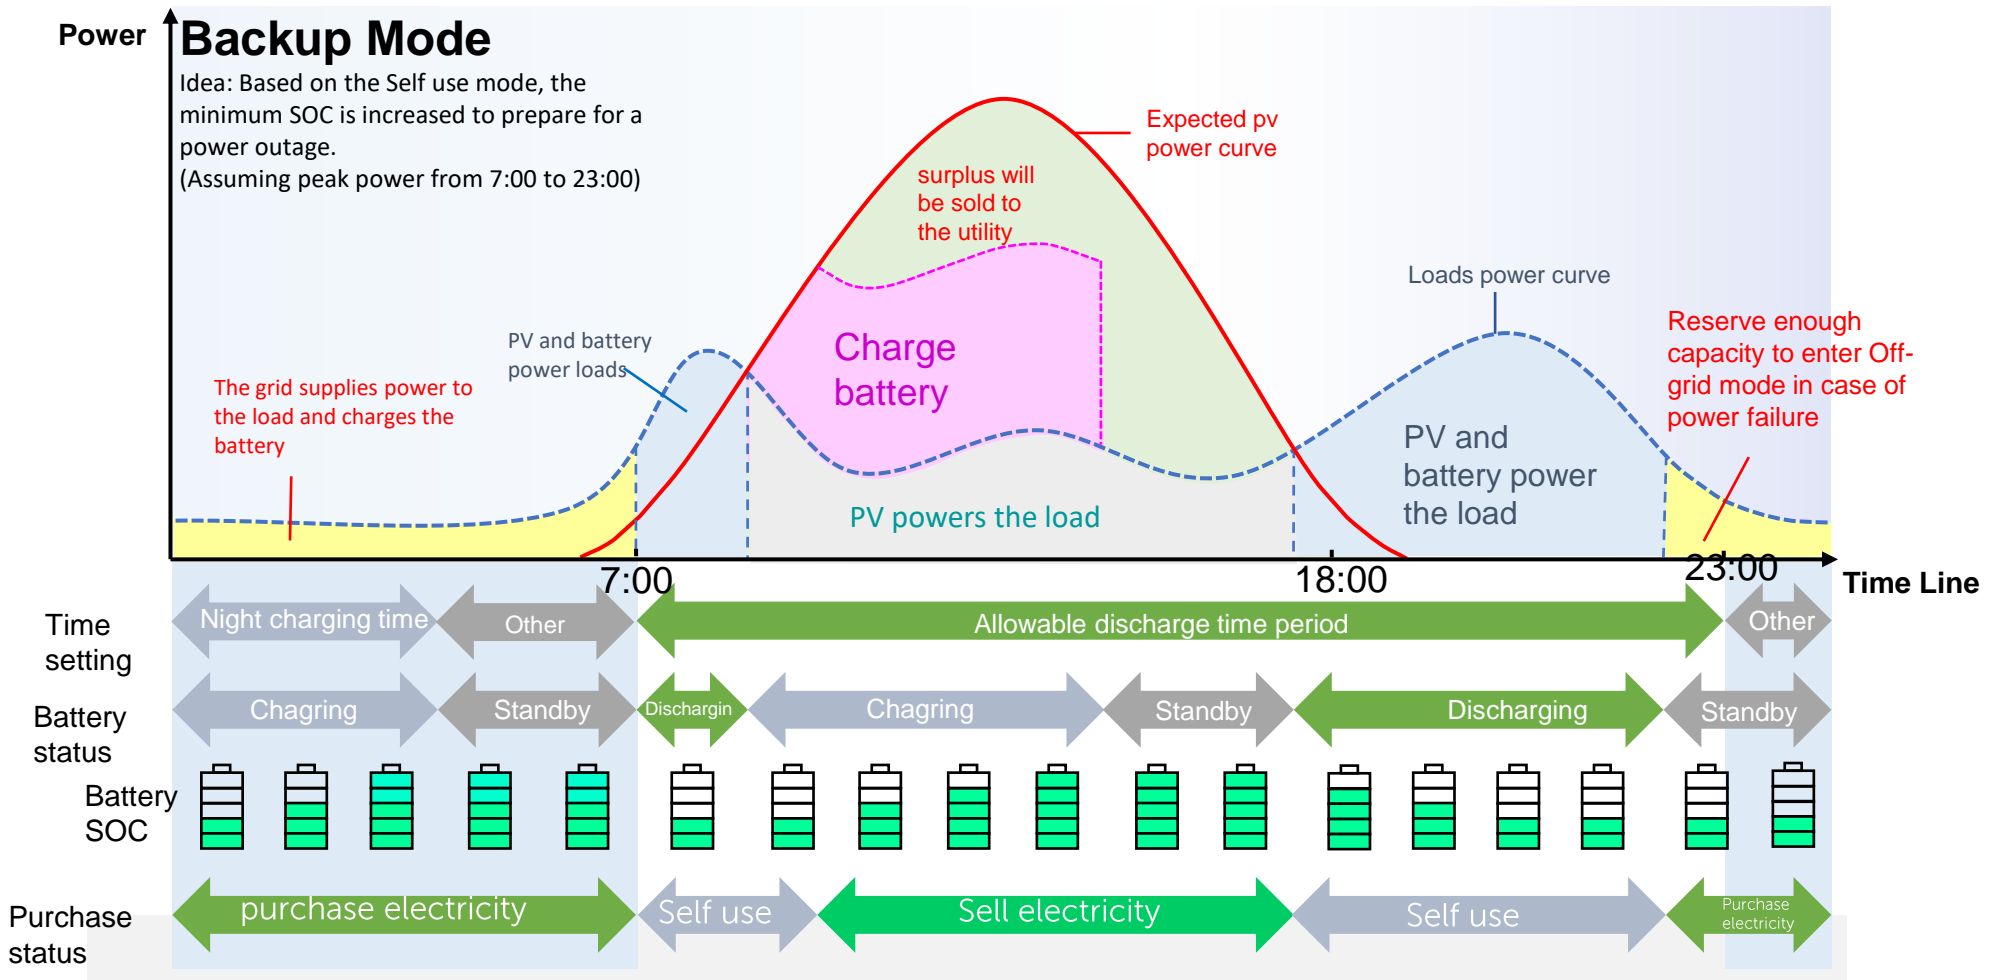 Power
Backup Mode
Idea: Based on the Self use mode, the
minimum SOC is increased to prepare for a
power outage.
(Assuming peak power from 7:00 to 23:00)
Expected pv
power curve
surplus will
be sold to
the utility
Loads power curve
Reserve enough
capacity to enter Off-
grid mode in case of
power failure
PV and battery
power loads
Charge
battery
The grid supplies power to
the load and charges the
battery
PV and
battery power
the load
PV powers the load
7:00
18:00
23:00
Time Line
Time
setting
Night charging time
Other
Allowable discharge time period
Other
Battery
status
Chagring
Standby
Dischargin
Chagring
Standby
Discharging
Standby
Battery
SOC
Purchase
status
purchase electricity
Self use
Sell electricity
Self use
Purchase
electricity